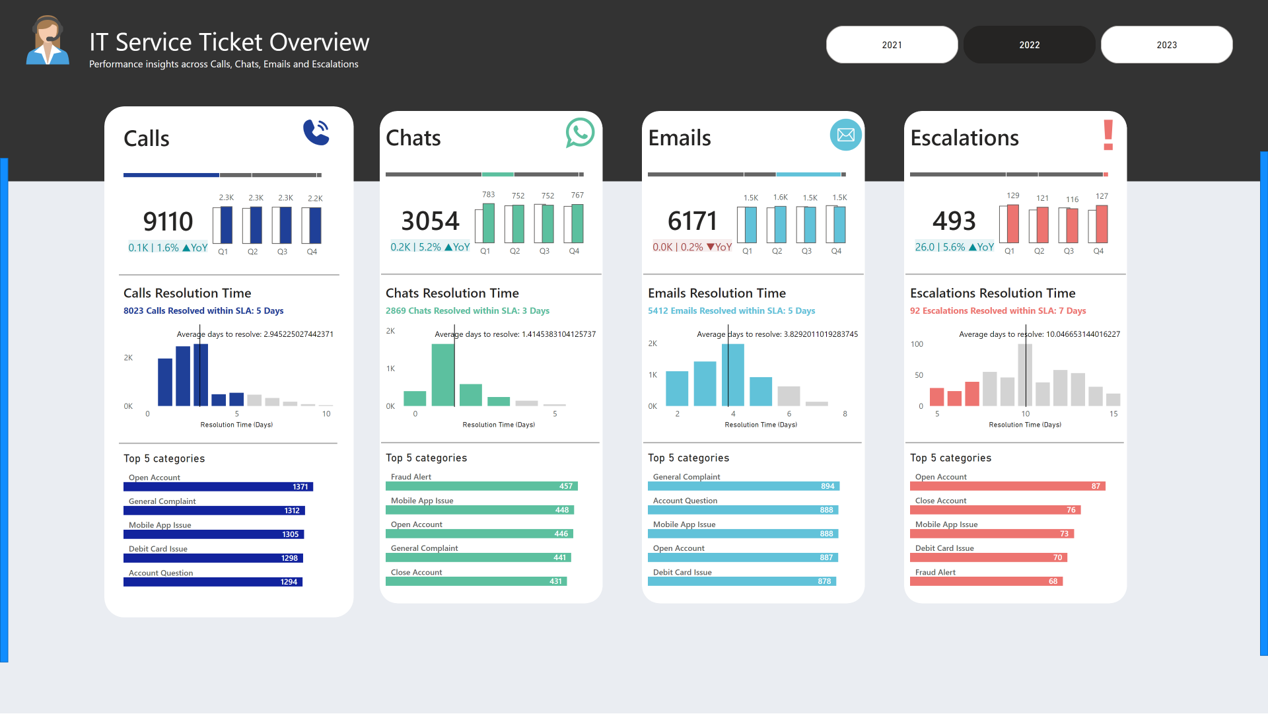 IT Service Ticket Overview
Performance insights across Calls, Chats, Emails and Escalations
2021
2022
2023
Calls
9110
0.1K | 1.6% ▲YoY
2.3K 2.3K 2.3K 2.2K
Q1 Q2 Q3 Q4
Calls Resolution Time
8023 Calls Resolved within SLA: 5 Days
Average days to resolve: 2.945225027442371
2K
0K
0 5 10
Resolution Time (Days)
Top 5 categories
Open Account
1371
General Complaint
1312
Mobile App Issue
1305
Debit Card Issue
1298
Account Question
1294
Chats
3054
0.2K | 5.2% ▲YoY
783 752 752 767
Q1 Q2 Q3 Q4
Chats Resolution Time
2869 Chats Resolved within SLA: 3 Days
Average days to resolve: 1.4145383104125737
2K
1K
0K
0 5
Resolution Time (Days)
Top 5 categories
Fraud Alert
457
Mobile App Issue
448
Open Account
446
General Complaint
441
Close Account
431
Emails
6171
0.0K | 0.2% ▼YoY
1.5K 1.6K 1.5K 1.5K
Q1 Q2 Q3 Q4
Emails Resolution Time
5412 Emails Resolved within SLA: 5 Days
Average days to resolve: 3.8292011019283745
2K
1K
0K
2 4 6 8
Resolution Time (Days)
Top 5 categories
General Complaint
894
Account Question
888
Mobile App Issue
888
Open Account
887
Debit Card Issue
878
Escalations
493
26.0 | 5.6% ▲YoY
129 121 116 127
Q1 Q2 Q3 Q4
Escalations Resolution Time
92 Escalations Resolved within SLA: 7 Days
Average days to resolve: 10.046653144016227
100
50
0
5 10 15
Resolution Time (Days)
Top 5 categories
Open Account
87
Close Account
76
Mobile App Issue
73
Debit Card Issue
70
Fraud Alert
68